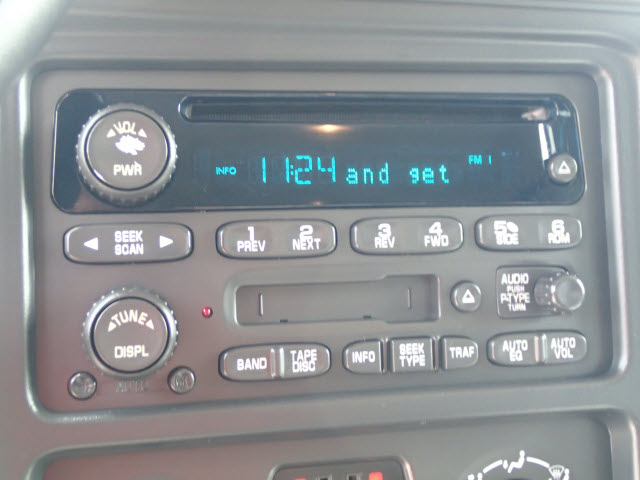 VOL
PWR
INFO 11:24 and get FM 1
SEEK
SCAN
1 PREV
2 NEXT
3 REV
4 FWD
5 SIDE
6 RDM
AUDIO
PUSH
P-TYPE
TURN
TUNE
DISPL
BAND
TAPE
DISC
INFO
SEEK
TYPE
TRAF
AUTO
EQ
AUTO
VOL